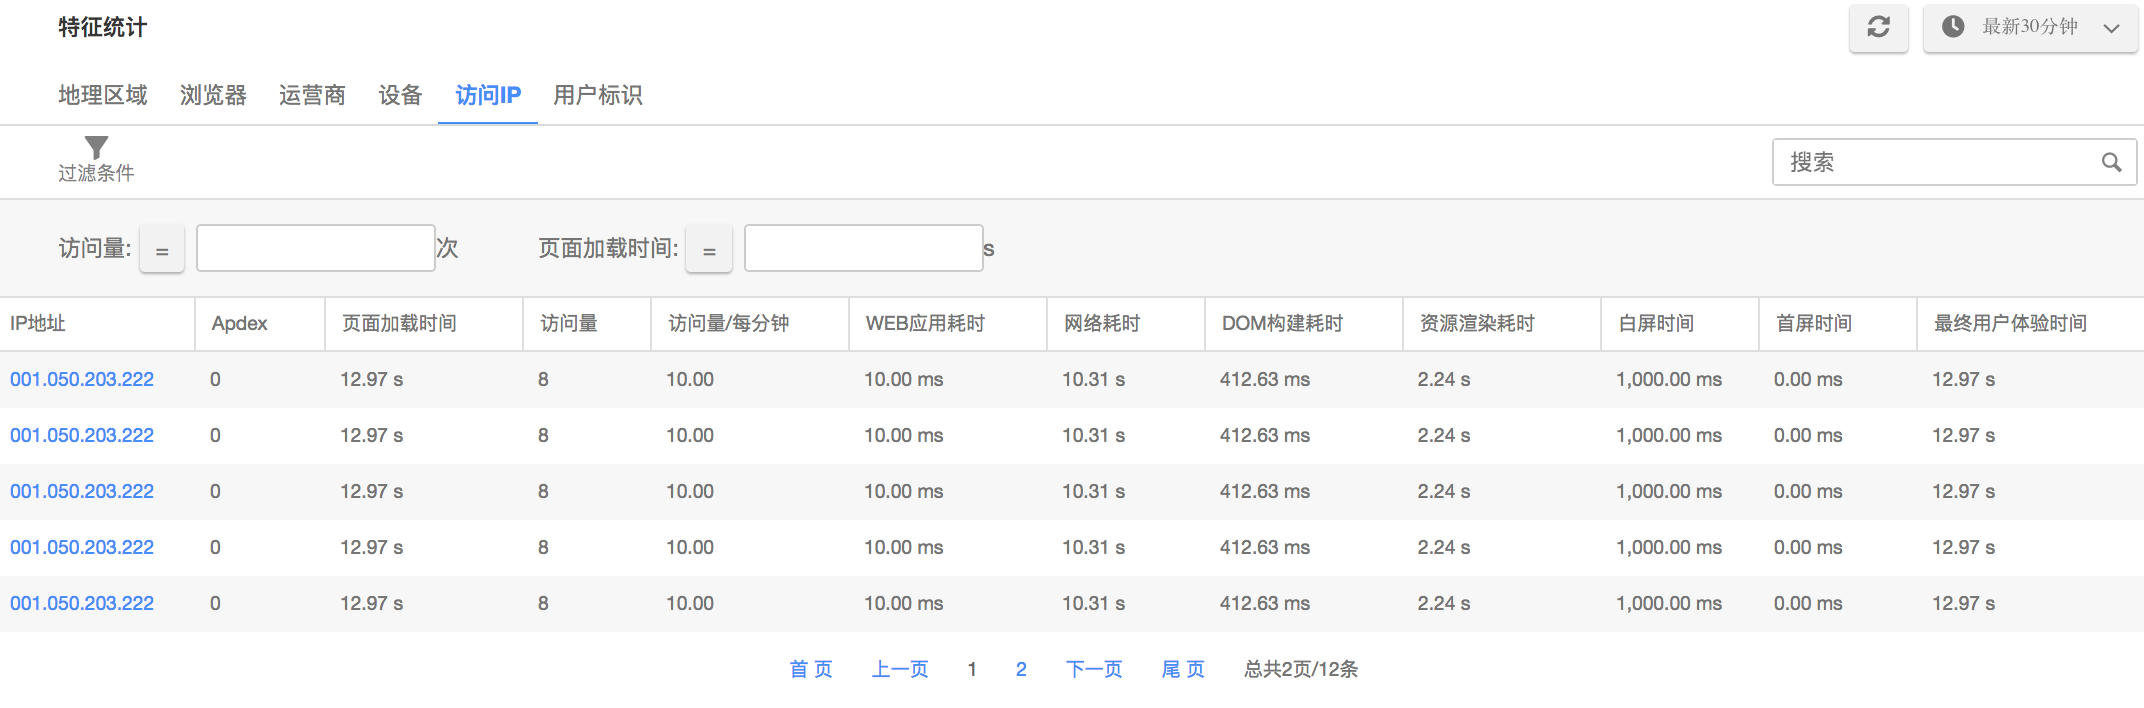 特征统计
最新30分钟
地理区域 浏览器 运营商 设备 访问IP 用户标识
过滤条件
搜索
访问量: = 次 页面加载时间: = s
IP地址 Apdex 页面加载时间 访问量 访问量/每分钟 WEB应用耗时 网络耗时 DOM构建耗时 资源渲染耗时 白屏时间 首屏时间 最终用户体验时间
001.050.203.222 0 12.97 s 8 10.00 10.00 ms 10.31 s 412.63 ms 2.24 s 1,000.00 ms 0.00 ms 12.97 s
001.050.203.222 0 12.97 s 8 10.00 10.00 ms 10.31 s 412.63 ms 2.24 s 1,000.00 ms 0.00 ms 12.97 s
001.050.203.222 0 12.97 s 8 10.00 10.00 ms 10.31 s 412.63 ms 2.24 s 1,000.00 ms 0.00 ms 12.97 s
001.050.203.222 0 12.97 s 8 10.00 10.00 ms 10.31 s 412.63 ms 2.24 s 1,000.00 ms 0.00 ms 12.97 s
001.050.203.222 0 12.97 s 8 10.00 10.00 ms 10.31 s 412.63 ms 2.24 s 1,000.00 ms 0.00 ms 12.97 s
首 页 上一页 1 2 下一页 尾 页 总共2页/12条